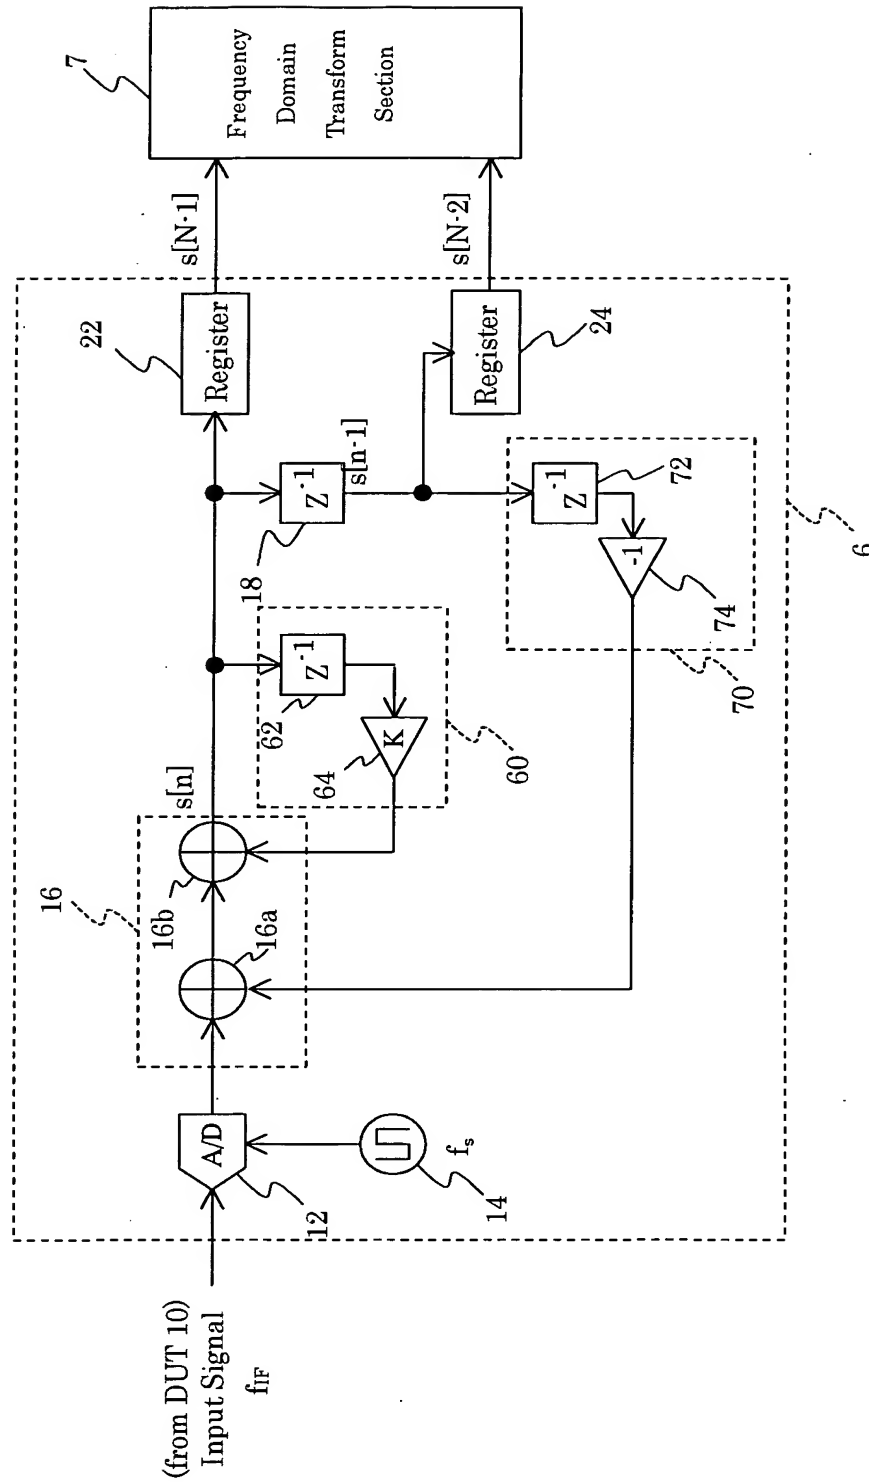 (from DUT 10)
Input Signal
fIF
12
A/D
14
fs
16
16a
16b
s[n]
62
Z-1
64
K
60
18
Z-1
s[n-1]
72
Z-1
-1
74
70
22
Register
Register
24
6
s[N-1]
s[N-2]
7
Frequency
Domain
Transform
Section